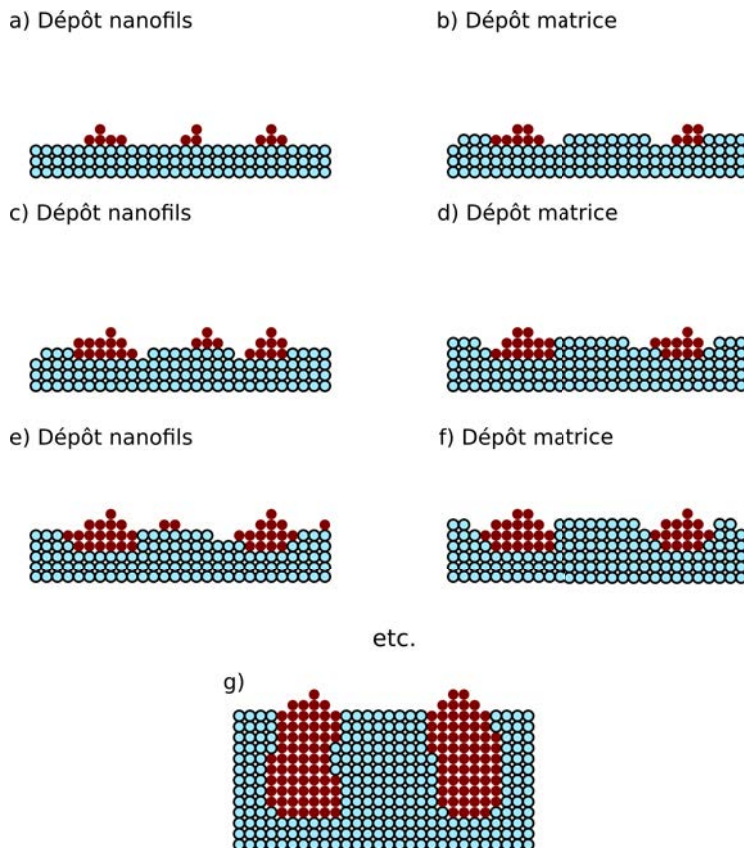 a) Dépôt nanofils
b) Dépôt matrice
c) Dépôt nanofils
d) Dépôt matrice
e) Dépôt nanofils
f) Dépôt matrice
etc.
g)